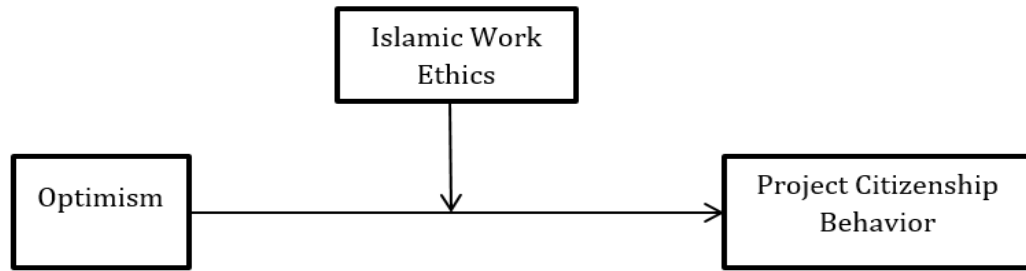 Islamic Work
Ethics
Optimism
Project Citizenship
Behavior